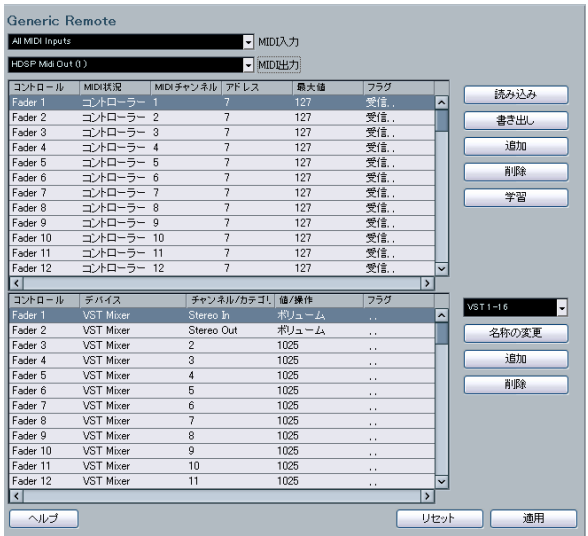 Generic Remote
All MIDI Inputs MIDI入力
HDSP Midi Out (1) MIDI出力
コントロール MIDI状況 MIDIチャンネル アドレス 最大値 フラグ
Fader 1 コントローラー 1 7 127 受信, ,
Fader 2 コントローラー 2 7 127 受信, ,
Fader 3 コントローラー 3 7 127 受信, ,
Fader 4 コントローラー 4 7 127 受信, ,
Fader 5 コントローラー 5 7 127 受信, ,
Fader 6 コントローラー 6 7 127 受信, ,
Fader 7 コントローラー 7 7 127 受信, ,
Fader 8 コントローラー 8 7 127 受信, ,
Fader 9 コントローラー 9 7 127 受信, ,
Fader 10 コントローラー 10 7 127 受信, ,
Fader 11 コントローラー 11 7 127 受信, ,
Fader 12 コントローラー 12 7 127 受信, ,
読み込み
書き出し
追加
削除
学習
コントロール デバイス チャンネル/カテゴリ. 値/操作 フラグ
Fader 1 VST Mixer Stereo In ボリューム , ,
Fader 2 VST Mixer Stereo Out ボリューム , ,
Fader 3 VST Mixer 2 1025 , ,
Fader 4 VST Mixer 3 1025 , ,
Fader 5 VST Mixer 4 1025 , ,
Fader 6 VST Mixer 5 1025 , ,
Fader 7 VST Mixer 6 1025 , ,
Fader 8 VST Mixer 7 1025 , ,
Fader 9 VST Mixer 8 1025 , ,
Fader 10 VST Mixer 9 1025 , ,
Fader 11 VST Mixer 10 1025 , ,
Fader 12 VST Mixer 11 1025 , ,
VST 1-16
名称の変更
追加
削除
ヘルプ リセット 適用